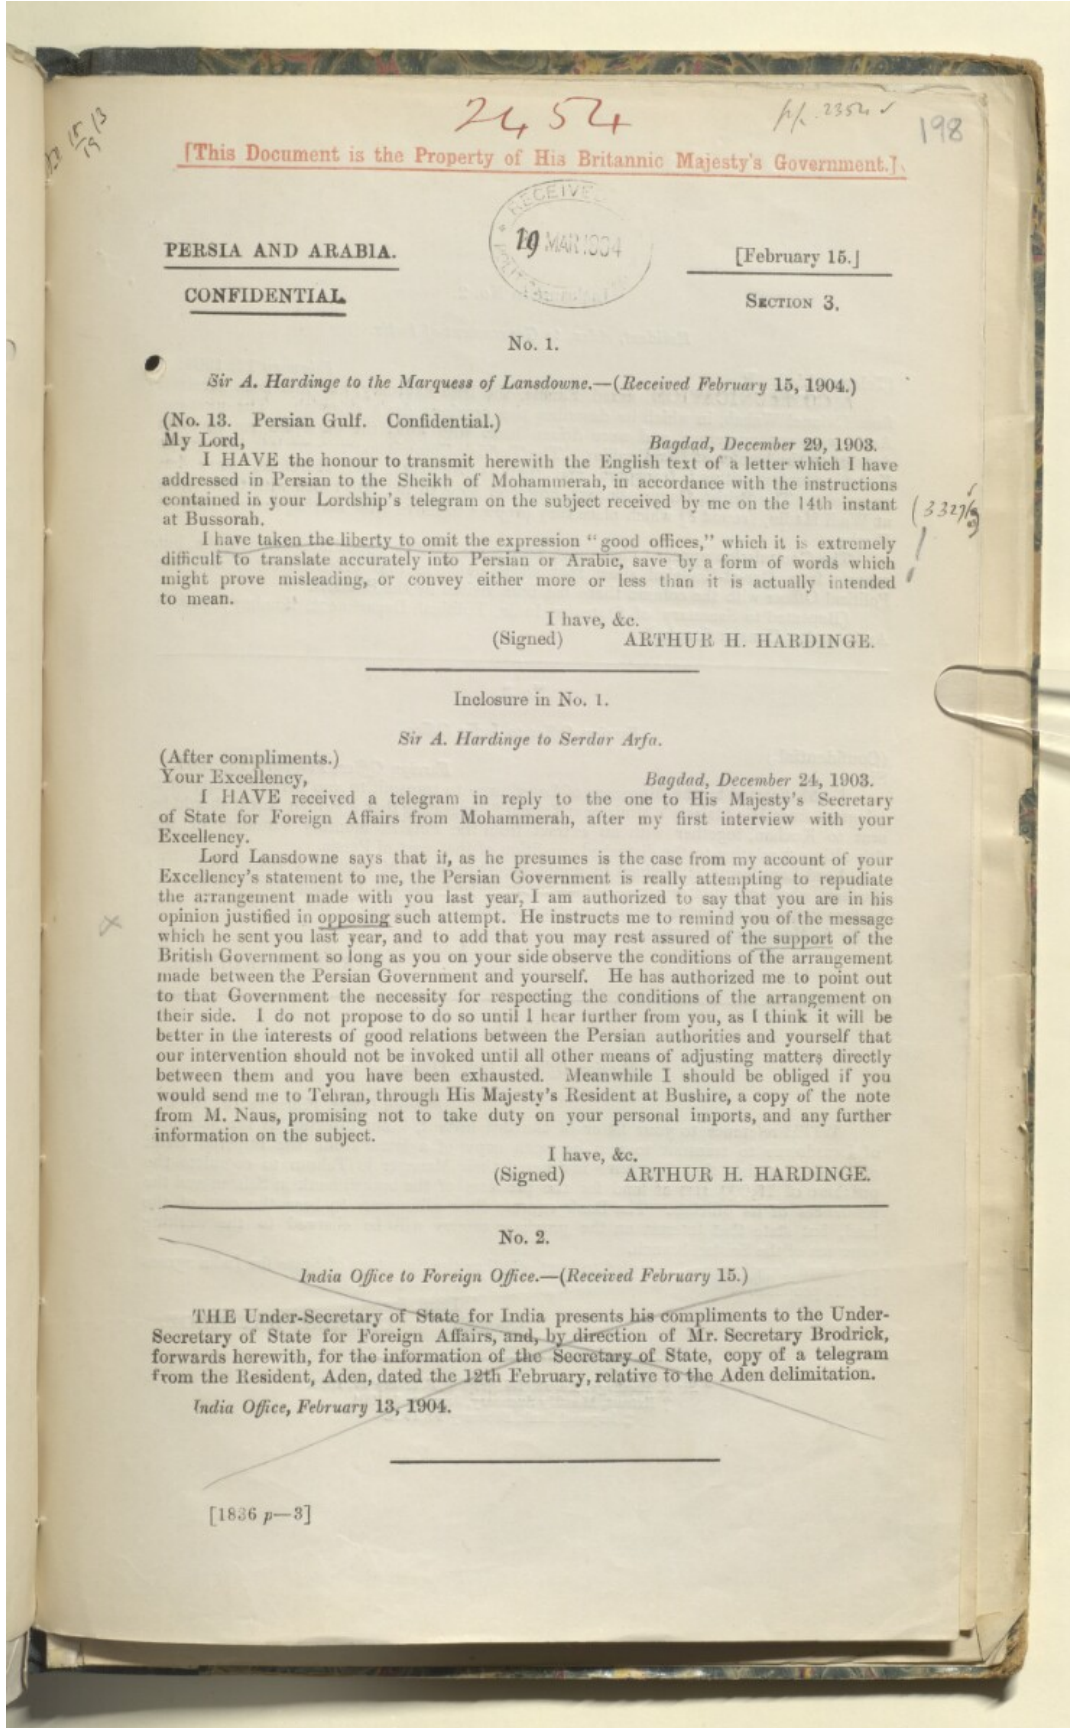 2454
pp. 2354
198
15
19 13
[This Document is the Property of His Britannic Majesty's Government.]
RECEIVED
19 MAR 1904
PERSIA AND ARABIA.
[February 15.]
CONFIDENTIAL.
SECTION 3.
No. 1.
Sir A. Hardinge to the Marquess of Lansdowne.—(Received February 15, 1904.)
(No. 13. Persian Gulf. Confidential.)
My Lord, Bagdad, December 29, 1903.
I HAVE the honour to transmit herewith the English text of a letter which I have
addressed in Persian to the Sheikh of Mohammerah, in accordance with the instructions
contained in your Lordship's telegram on the subject received by me on the 14th instant
at Bussorah.
I have taken the liberty to omit the expression "good offices," which it is extremely
difficult to translate accurately into Persian or Arabic, save by a form of words which
might prove misleading, or convey either more or less than it is actually intended
to mean.
I have, &c.
(Signed) ARTHUR H. HARDINGE.
Inclosure in No. 1.
Sir A. Hardinge to Serdar Arfa.
(After compliments.)
Your Excellency, Bagdad, December 24, 1903.
I HAVE received a telegram in reply to the one to His Majesty's Secretary
of State for Foreign Affairs from Mohammerah, after my first interview with your
Excellency.
Lord Lansdowne says that if, as he presumes is the case from my account of your
Excellency's statement to me, the Persian Government is really attempting to repudiate
the arrangement made with you last year, I am authorized to say that you are in his
opinion justified in opposing such attempt. He instructs me to remind you of the message
which he sent you last year, and to add that you may rest assured of the support of the
British Government so long as you on your side observe the conditions of the arrangement
made between the Persian Government and yourself. He has authorized me to point out
to that Government the necessity for respecting the conditions of the arrangement on
their side. I do not propose to do so until I hear further from you, as I think it will be
better in the interests of good relations between the Persian authorities and yourself that
our intervention should not be invoked until all other means of adjusting matters directly
between them and you have been exhausted. Meanwhile I should be obliged if you
would send me to Tehran, through His Majesty's Resident at Bushire, a copy of the note
from M. Naus, promising not to take duty on your personal imports, and any further
information on the subject.
I have, &c.
(Signed) ARTHUR H. HARDINGE.
No. 2.
India Office to Foreign Office.—(Received February 15.)
THE Under-Secretary of State for India presents his compliments to the Under-
Secretary of State for Foreign Affairs, and, by direction of Mr. Secretary Brodrick,
forwards herewith, for the information of the Secretary of State, copy of a telegram
from the Resident, Aden, dated the 12th February, relative to the Aden delimitation.
India Office, February 13, 1904.
[1836 p—3]